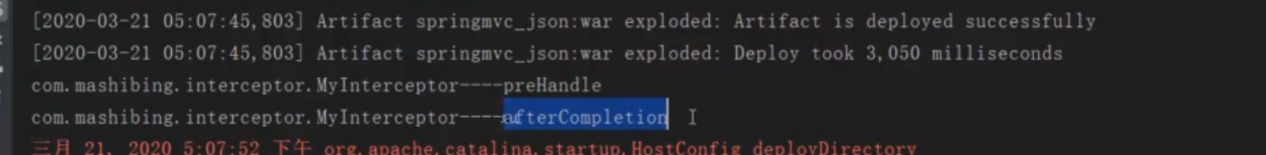 [2020-03-21 05:07:45,803] Artifact springmvc_json:war exploded: Artifact is deployed successfully
[2020-03-21 05:07:45,803] Artifact springmvc_json:war exploded: Deploy took 3,050 milliseconds
com.mashibing.interceptor.MyInterceptor----preHandle
com.mashibing.interceptor.MyInterceptor----afterCompletion
三月 21, 2020 5:07:52 下午 org.apache.catalina.startup.HostConfig deployDirectory